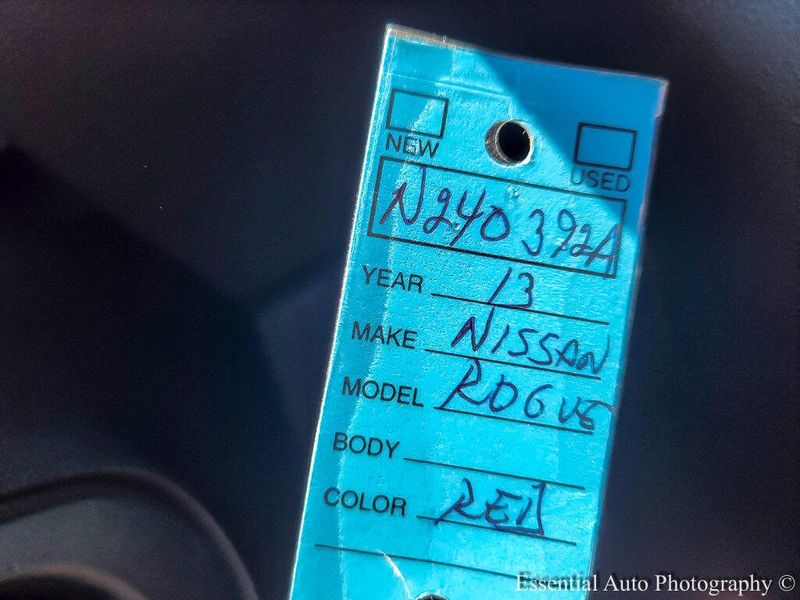 NEW USED
N240392A
YEAR 13
MAKE NISSAN
MODEL ROGUE
BODY
COLOR RED
Essential Auto Photography ©